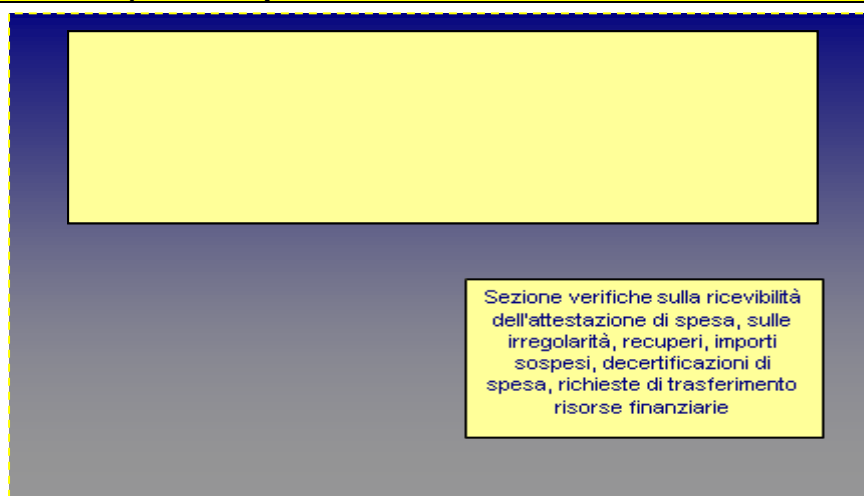 Sezione verifiche sulla ricevibilità
dell'attestazione di spesa, sulle
irregolarità, recuperi, importi
sospesi, decertificazioni di
spesa, richieste di trasferimento
risorse finanziarie